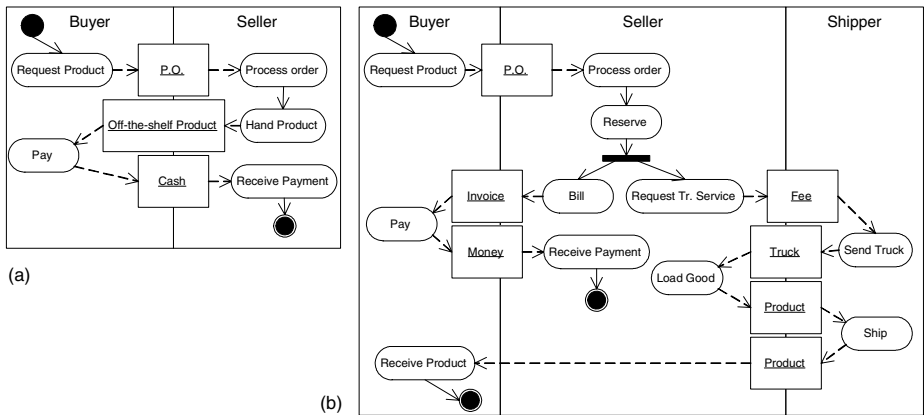 Buyer
Seller
Request Product
P.O.
Process order
Off-the-shelf Product
Hand Product
Pay
Cash
Receive Payment
(a)
Buyer
Seller
Shipper
Request Product
P.O.
Process order
Reserve
Invoice
Bill
Request Tr. Service
Fee
Pay
Money
Receive Payment
Truck
Send Truck
Load Good
Product
Ship
Receive Product
Product
(b)